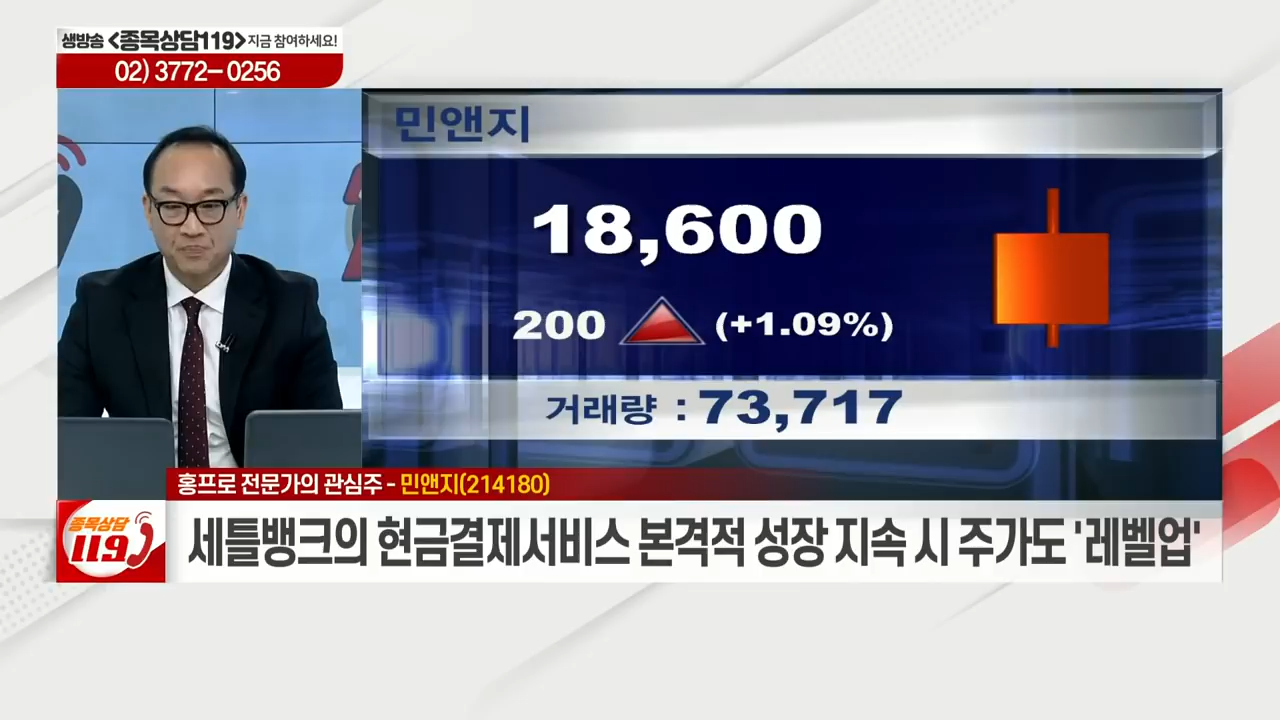 생방송 <종목상담119> 지금 참여하세요!
02) 3772-0256
민앤지
18,600
200 (+1.09%)
거래량 : 73,717
홍프로 전문가의 관심주 - 민앤지(214180)
종목상담
119
세틀뱅크의 현금결제서비스 본격적 성장 지속 시 주가도 '레벨업'